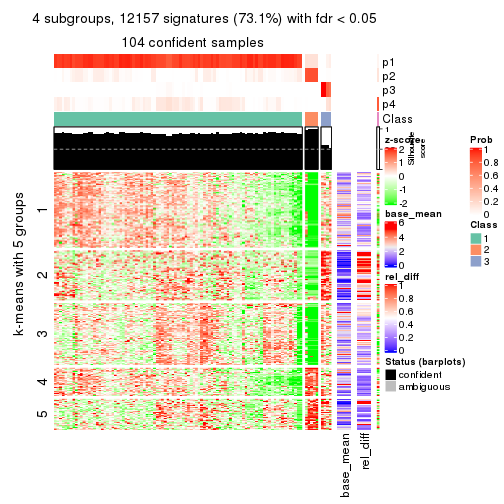 4 subgroups, 12157 signatures (73.1%) with fdr < 0.05
104 confident samples
p1
p2
p3
p4
Class
1
Silhouette
score
k-means with 5 groups
1
2
3
4
5
base_mean
rel_diff
z-score
2
1
0
-1
-2
base_mean
6
4
2
0
rel_diff
1
0.8
0.6
0.4
0.2
0
Status (barplots)
confident
ambiguous
Prob
1
0.8
0.6
0.4
0.2
0
Class
1
2
3